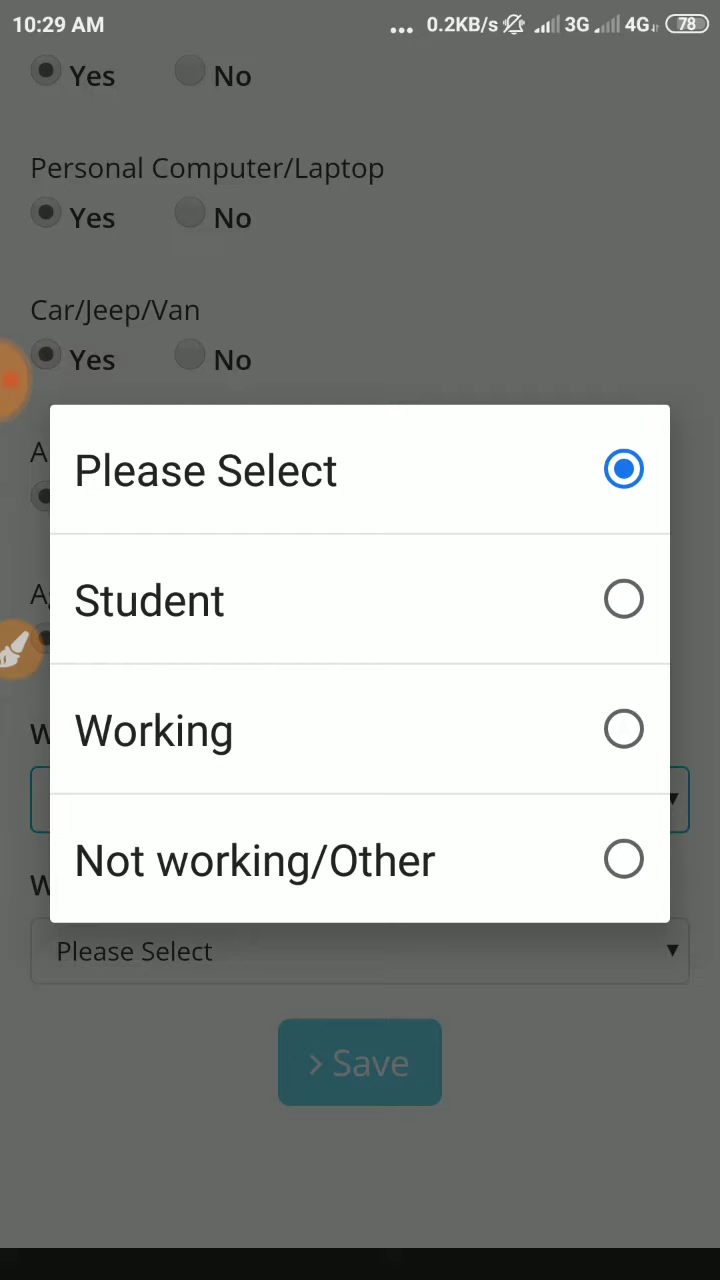 10:29 AM ... 0.2KB/s 3G 4G 78
Yes No
Personal Computer/Laptop
Yes No
Car/Jeep/Van
Yes No
A
Please Select
Student
A
W
Working
Not working/Other
W
Please Select
> Save